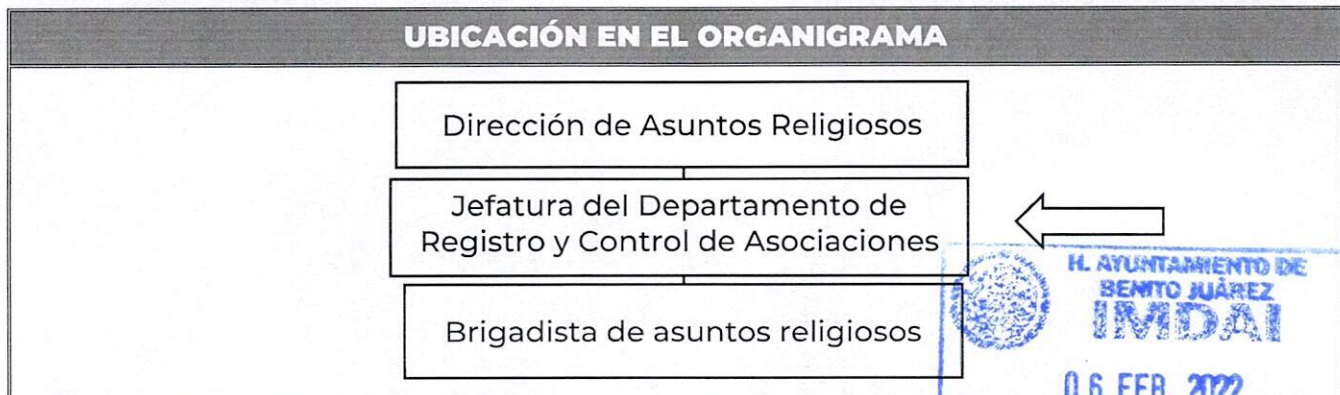 UBICACIÓN EN EL ORGANIGRAMA
Dirección de Asuntos Religiosos
Jefatura del Departamento de
Registro y Control de Asociaciones
H. AYUNTAMIENTO DE
BENITO JUÁREZ
IMDAI
Brigadista de asuntos religiosos
06 FEB 2022